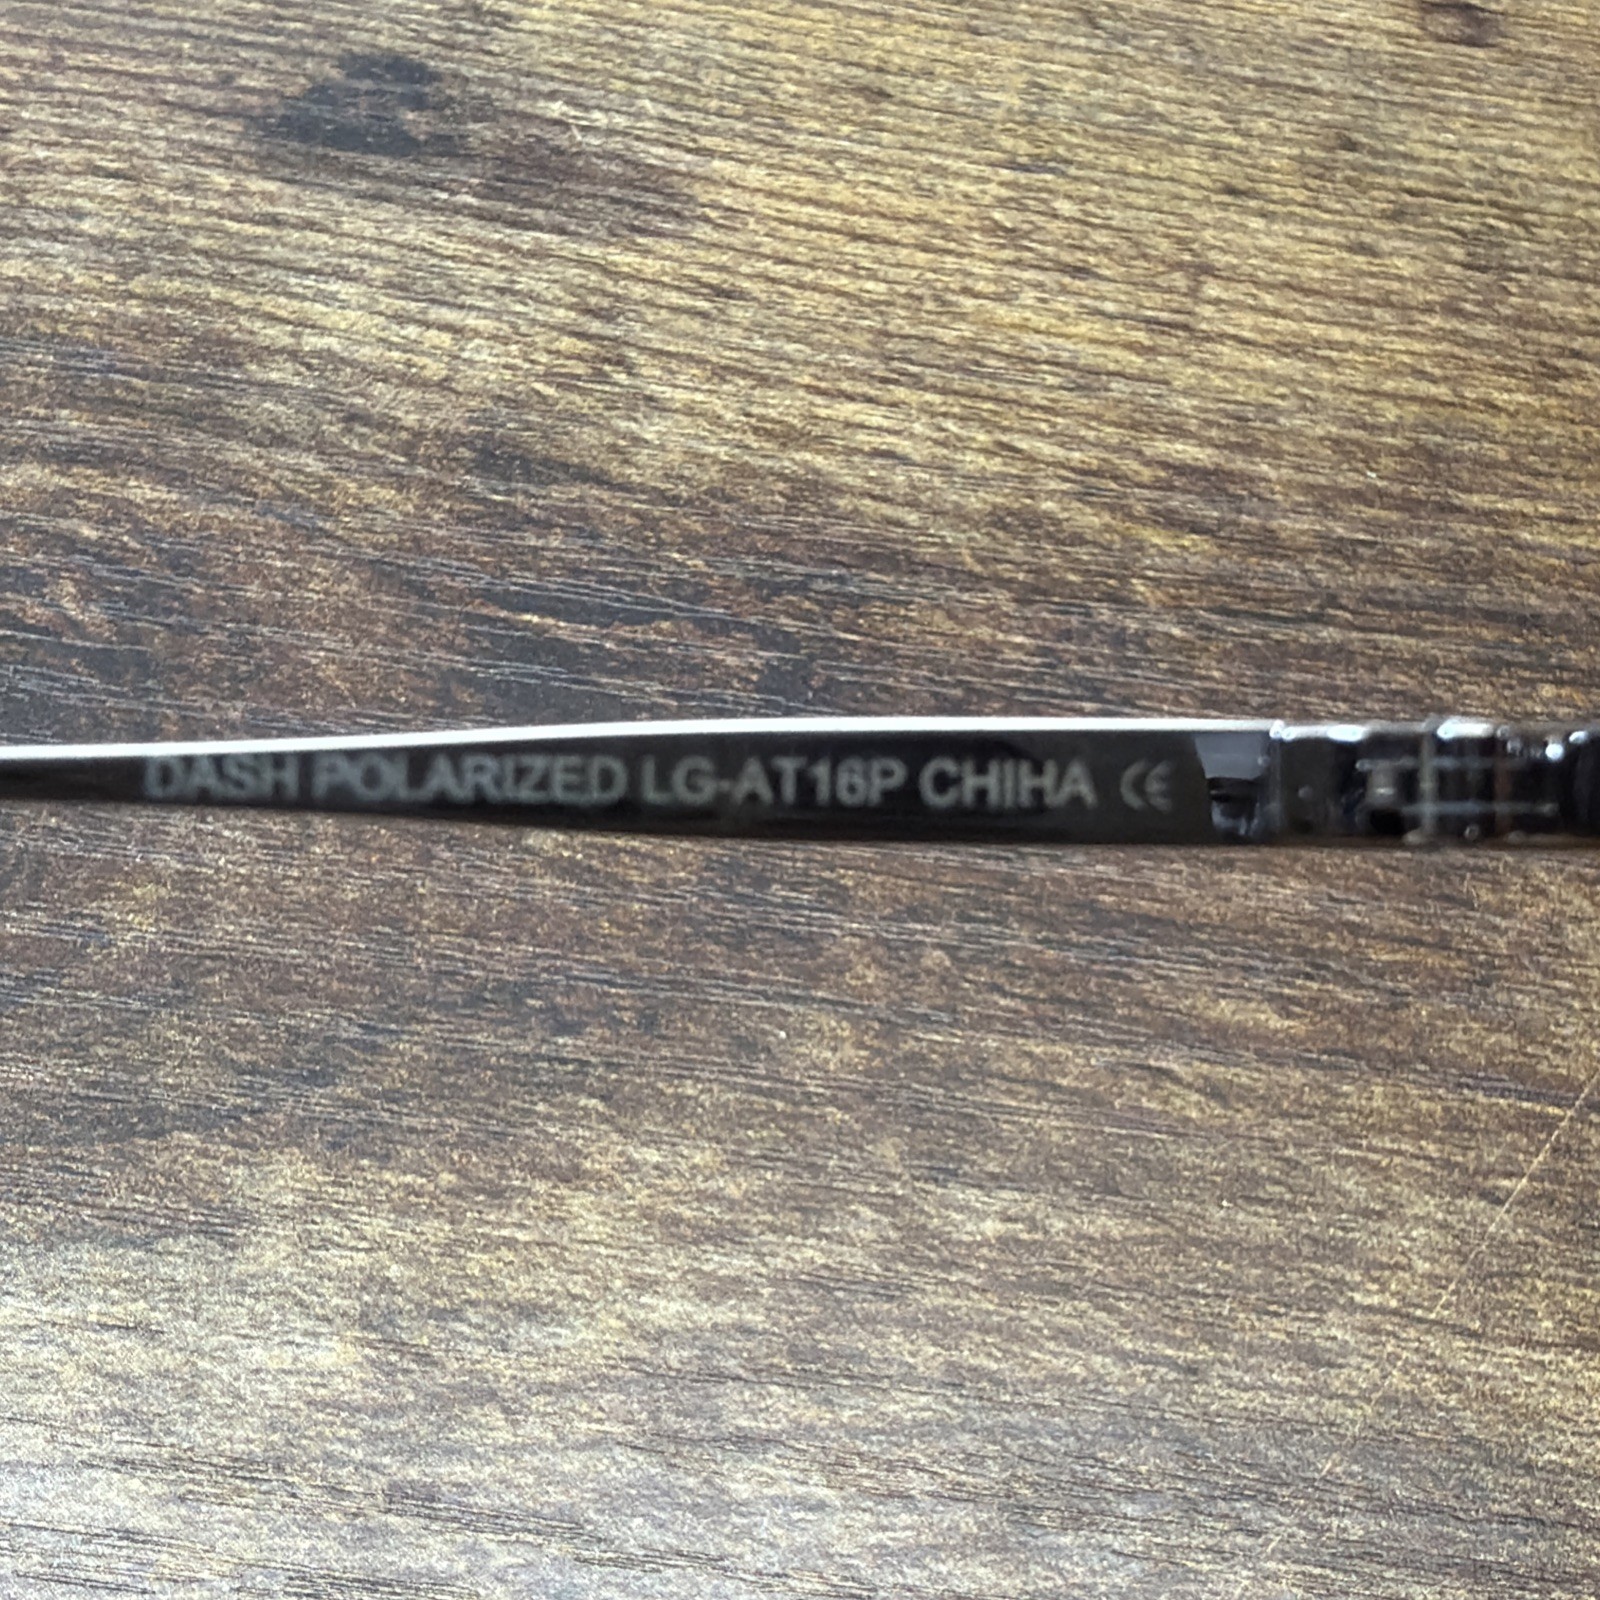 DASH POLARIZED LG-AT16P CHIHA CE